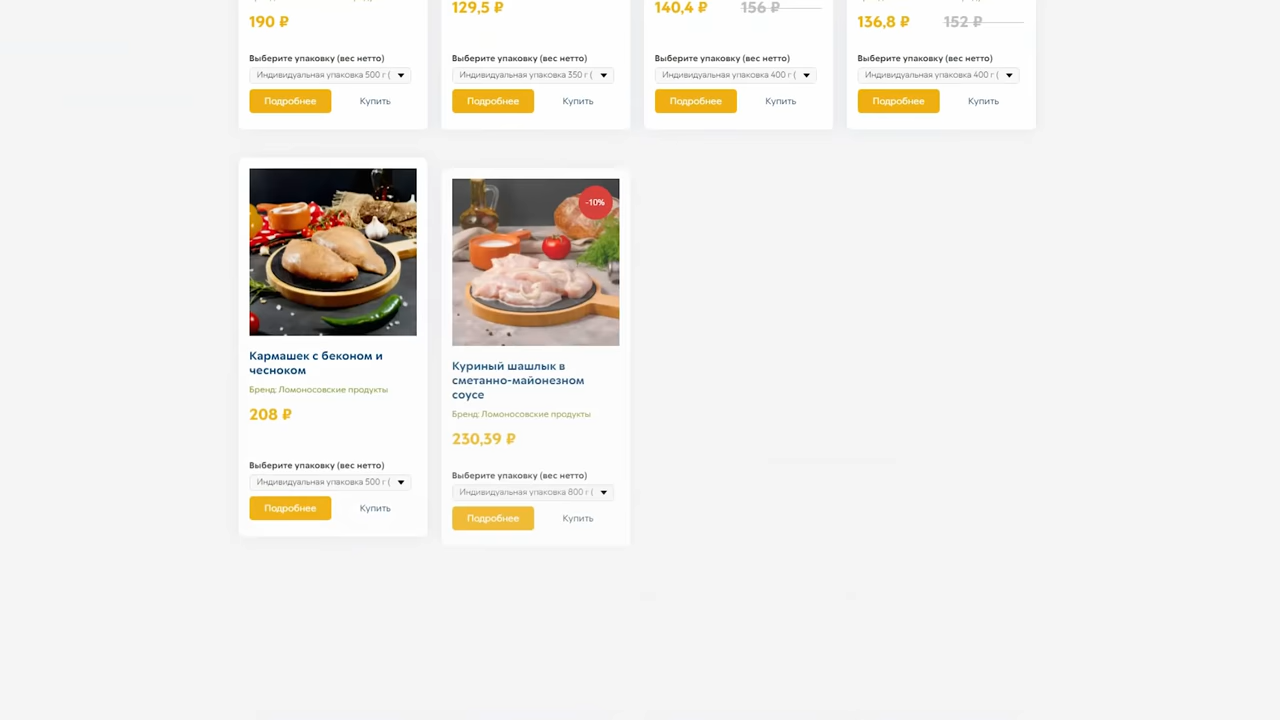 129,5 ₽
140,4 ₽ 156 ₽
190 ₽
136,8 ₽ 152 ₽
Выберите упаковку (вес нетто)
Индивидуальная упаковка 500 г (
Подробнее Купить
Выберите упаковку (вес нетто)
Индивидуальная упаковка 350 г (
Подробнее Купить
Выберите упаковку (вес нетто)
Индивидуальная упаковка 400 г (
Подробнее Купить
Выберите упаковку (вес нетто)
Индивидуальная упаковка 400 г (
Подробнее Купить
Кармашек с беконом и
чесноком
Бренд: Ломоносовские продукты
208 ₽
Выберите упаковку (вес нетто)
Индивидуальная упаковка 500 г (
Подробнее Купить
-10%
Куриный шашлык в
сметанно-майонезном
соусе
Бренд: Ломоносовские продукты
230,39 ₽
Выберите упаковку (вес нетто)
Индивидуальная упаковка 800 г (
Подробнее Купить